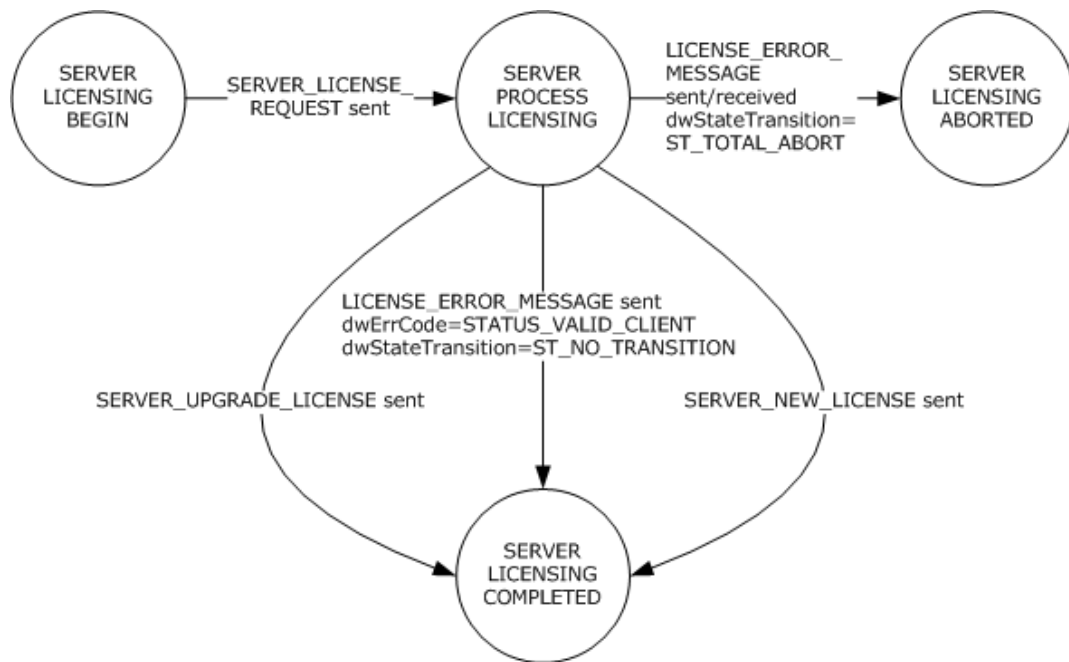 SERVER
LICENSING
BEGIN
SERVER_LICENSE_
REQUEST sent
SERVER
PROCESS
LICENSING
LICENSE_ERROR_
MESSAGE
sent/received
dwStateTransition=
ST_TOTAL_ABORT
SERVER
LICENSING
ABORTED
LICENSE_ERROR_MESSAGE sent
dwErrCode=STATUS_VALID_CLIENT
dwStateTransition=ST_NO_TRANSITION
SERVER_UPGRADE_LICENSE sent
SERVER_NEW_LICENSE sent
SERVER
LICENSING
COMPLETED